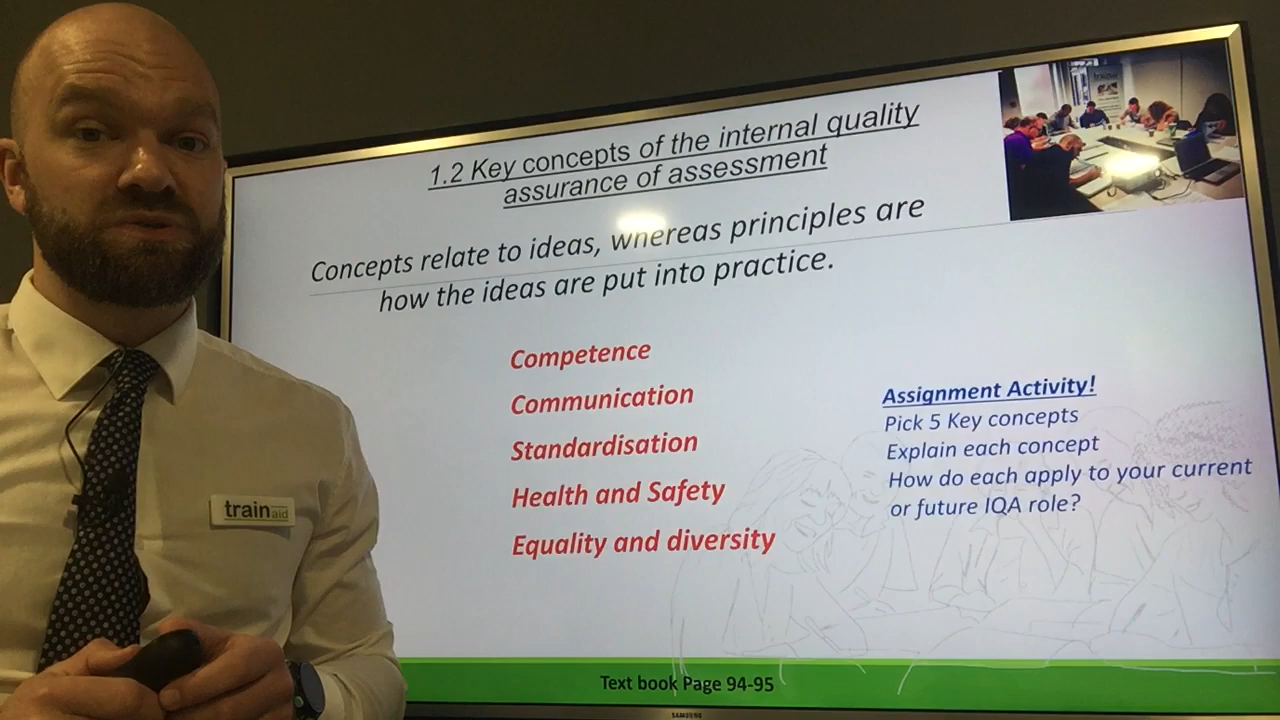 1.2 Key concepts of the internal quality
assurance of assessment
Concepts relate to ideas, whereas principles are
how the ideas are put into practice.
Competence
Communication
Standardisation
Health and Safety
Equality and diversity
Assignment Activity!
Pick 5 Key concepts
Explain each concept
How do each apply to your current
or future IQA role?
Text book Page 94-95
trainaid
SAMSUNG